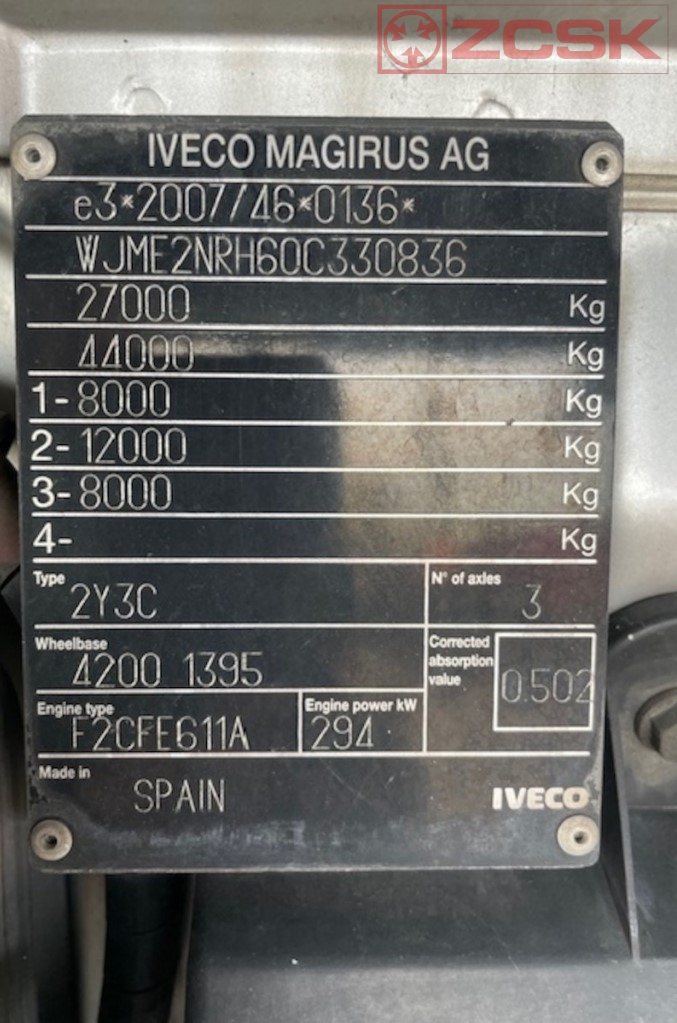 ZCSK
IVECO MAGIRUS AG
e3*2007/46*0136*
WJME2NRH60C330836
27000 Kg
44000 Kg
1- 8000 Kg
2- 12000 Kg
3- 8000 Kg
4- Kg
Type
2Y3C
N° of axles
3
Wheelbase
4200 1395
Corrected
absorption
value
0.502
Engine type
F2CFE611A
Engine power kW
294
Made in
SPAIN
IVECO